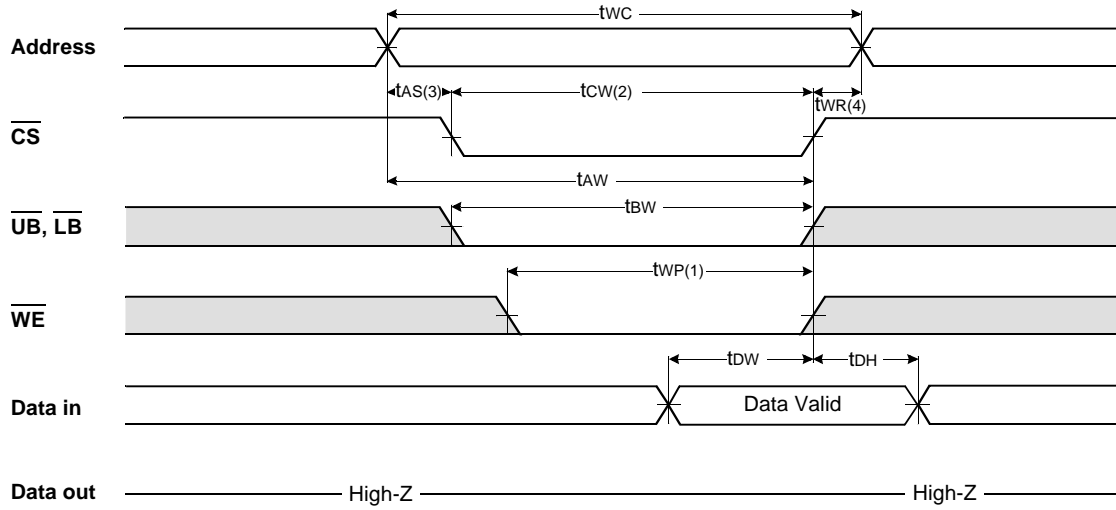 tWC
Address
tAS(3) tCW(2) tWR(4)
CS
tAW
tBW
UB, LB
tWP(1)
WE
tDW tDH
Data in Data Valid
Data out High-Z High-Z